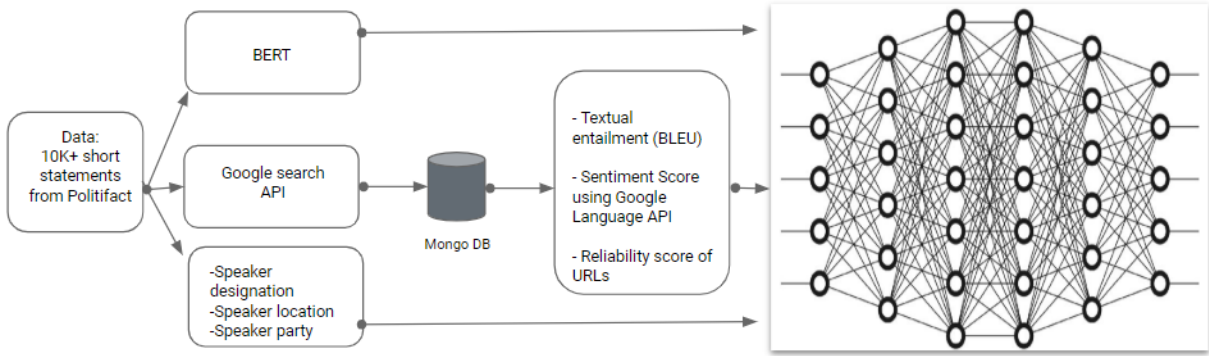 Data:
10K+ short
statements
from Politifact
BERT
Google search
API
-Speaker
designation
-Speaker location
-Speaker party
Mongo DB
- Textual
entailment (BLEU)
- Sentiment Score
using Google
Language API
- Reliability score of
URLs